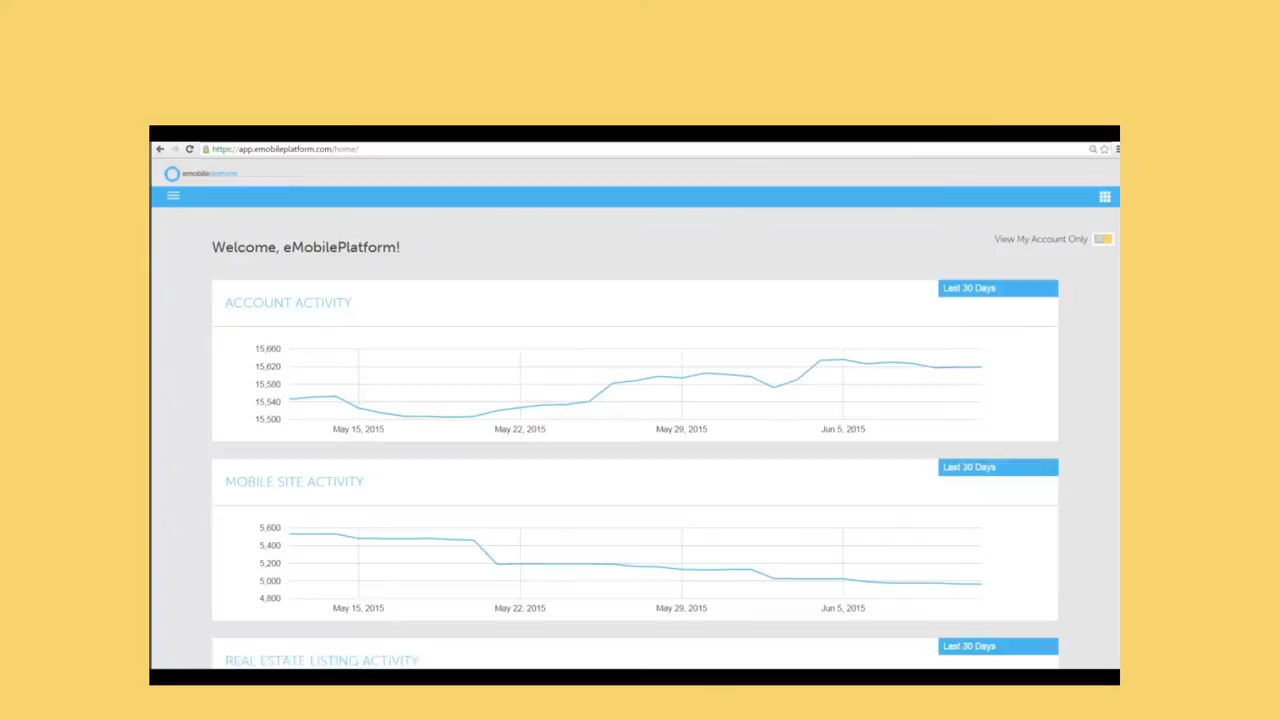 https://app.emobileplatform.com/home/
emobileplatform
Welcome, eMobilePlatform!
View My Account Only
Last 30 Days
ACCOUNT ACTIVITY
15,660
15,620
15,580
15,540
15,500
May 15, 2015 May 22, 2015 May 29, 2015 Jun 5, 2015
Last 30 Days
MOBILE SITE ACTIVITY
5,600
5,400
5,200
5,000
4,800
May 15, 2015 May 22, 2015 May 29, 2015 Jun 5, 2015
Last 30 Days
REAL ESTATE LISTING ACTIVITY